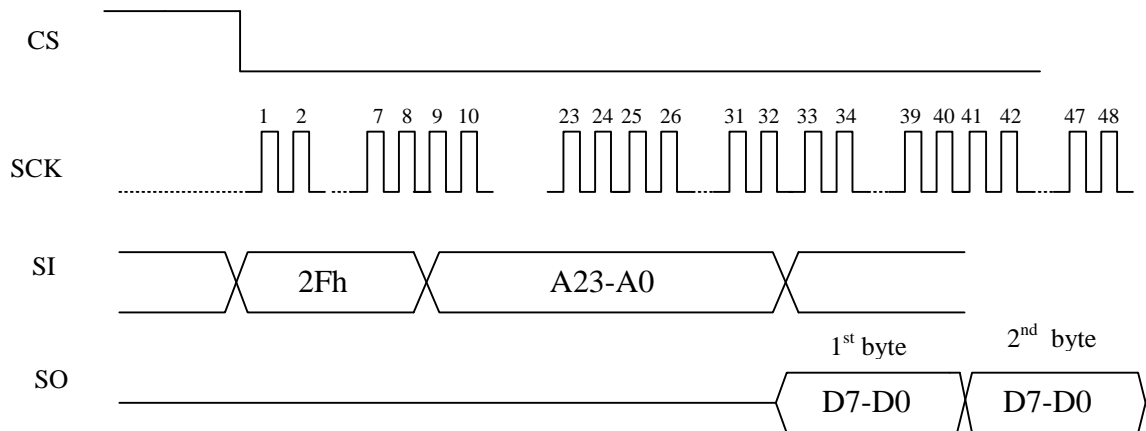 CS
1 2 7 8 9 10 23 24 25 26 31 32 33 34 39 40 41 42 47 48
SCK
SI 2Fh A23-A0
1st byte 2nd byte
SO D7-D0 D7-D0